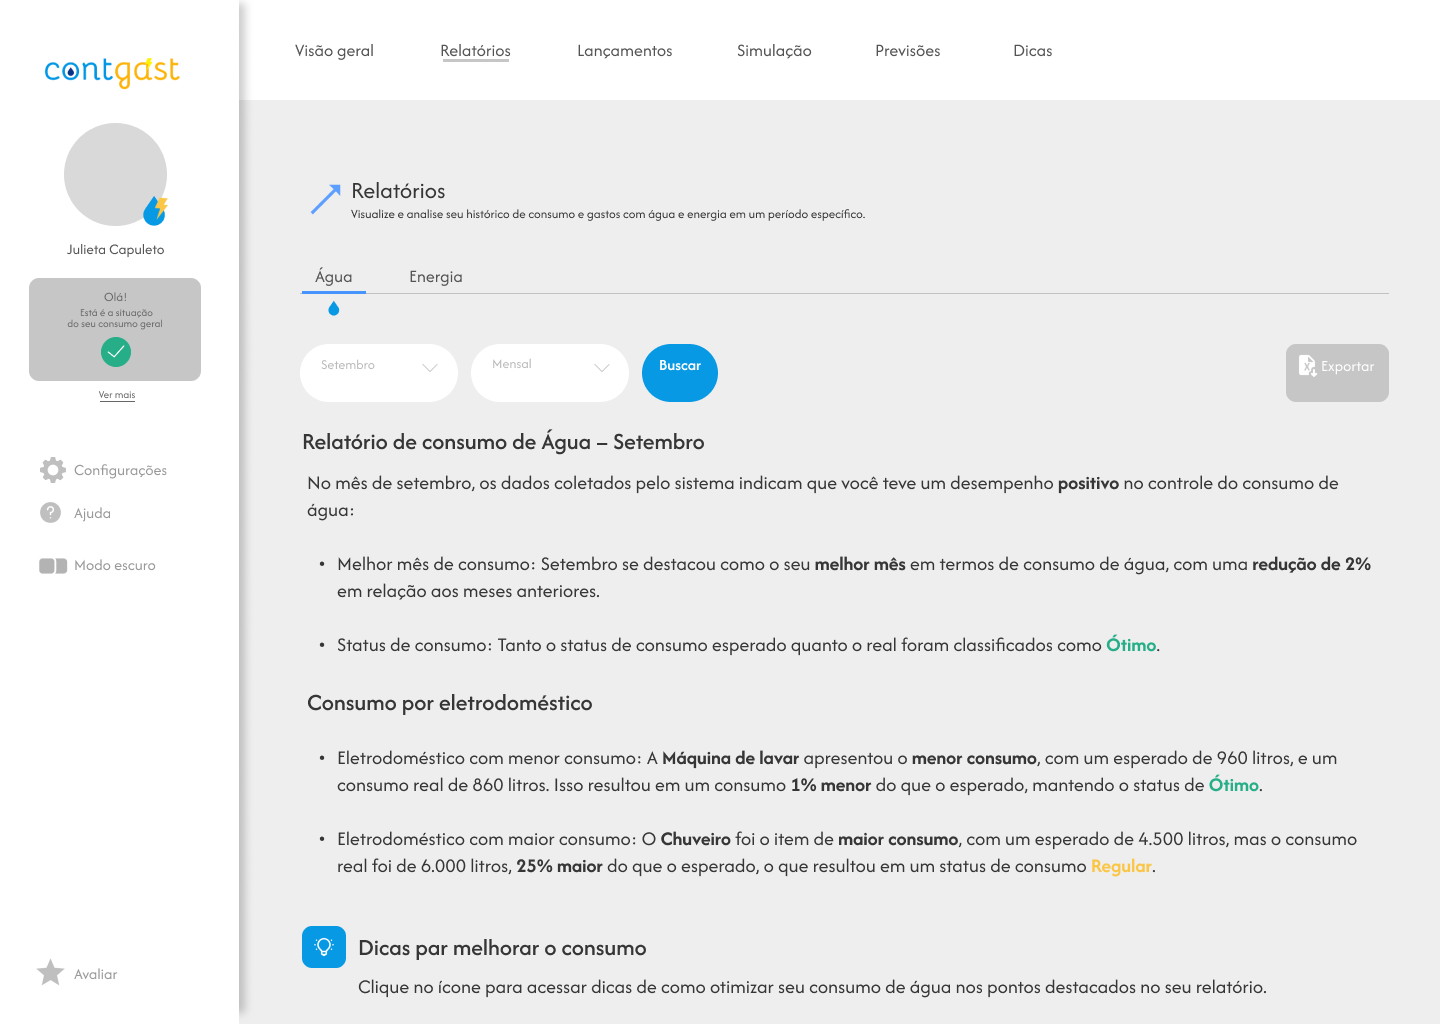 contgast
Julieta Capuleto
Olá!
Está é a situação
do seu consumo geral
Ver mais
Configurações
Ajuda
Modo escuro
Avaliar
Visão geral
Relatórios
Lançamentos
Simulação
Previsões
Dicas
Relatórios
Visualize e analise seu histórico de consumo e gastos com água e energia em um período específico.
Água
Energia
Setembro
Mensal
Buscar
Exportar
Relatório de consumo de Água – Setembro
No mês de setembro, os dados coletados pelo sistema indicam que você teve um desempenho positivo no controle do consumo de
água:
• Melhor mês de consumo: Setembro se destacou como o seu melhor mês em termos de consumo de água, com uma redução de 2%
em relação aos meses anteriores.
• Status de consumo: Tanto o status de consumo esperado quanto o real foram classificados como Ótimo.
Consumo por eletrodoméstico
• Eletrodoméstico com menor consumo: A Máquina de lavar apresentou o menor consumo, com um esperado de 960 litros, e um
consumo real de 860 litros. Isso resultou em um consumo 1% menor do que o esperado, mantendo o status de Ótimo.
• Eletrodoméstico com maior consumo: O Chuveiro foi o item de maior consumo, com um esperado de 4.500 litros, mas o consumo
real foi de 6.000 litros, 25% maior do que o esperado, o que resultou em um status de consumo Regular.
Dicas par melhorar o consumo
Clique no ícone para acessar dicas de como otimizar seu consumo de água nos pontos destacados no seu relatório.